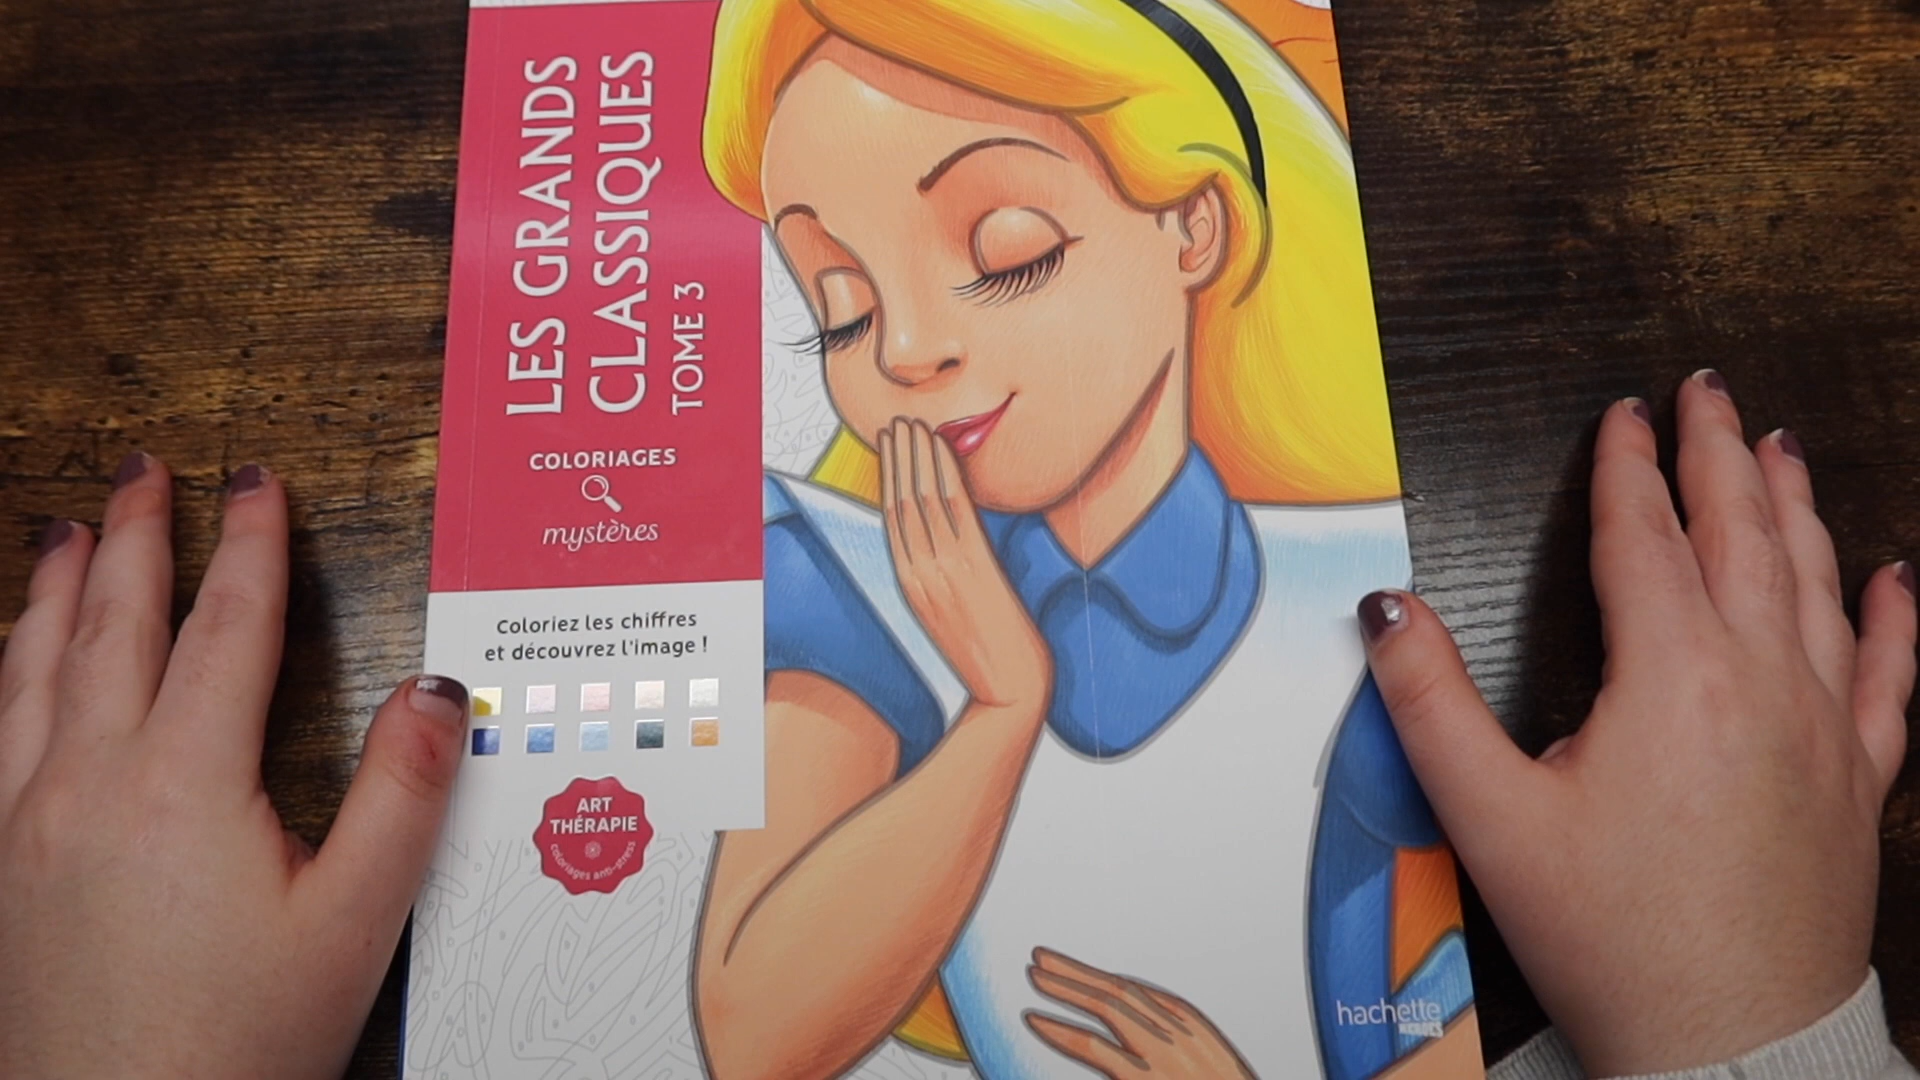 LES GRANDS
CLASSIQUES
TOME 3
COLORIAGES
mystères
Coloriez les chiffres
et découvrez l'image !
ART
THÉRAPIE
coloriages anti-stress
hachette
HEROES